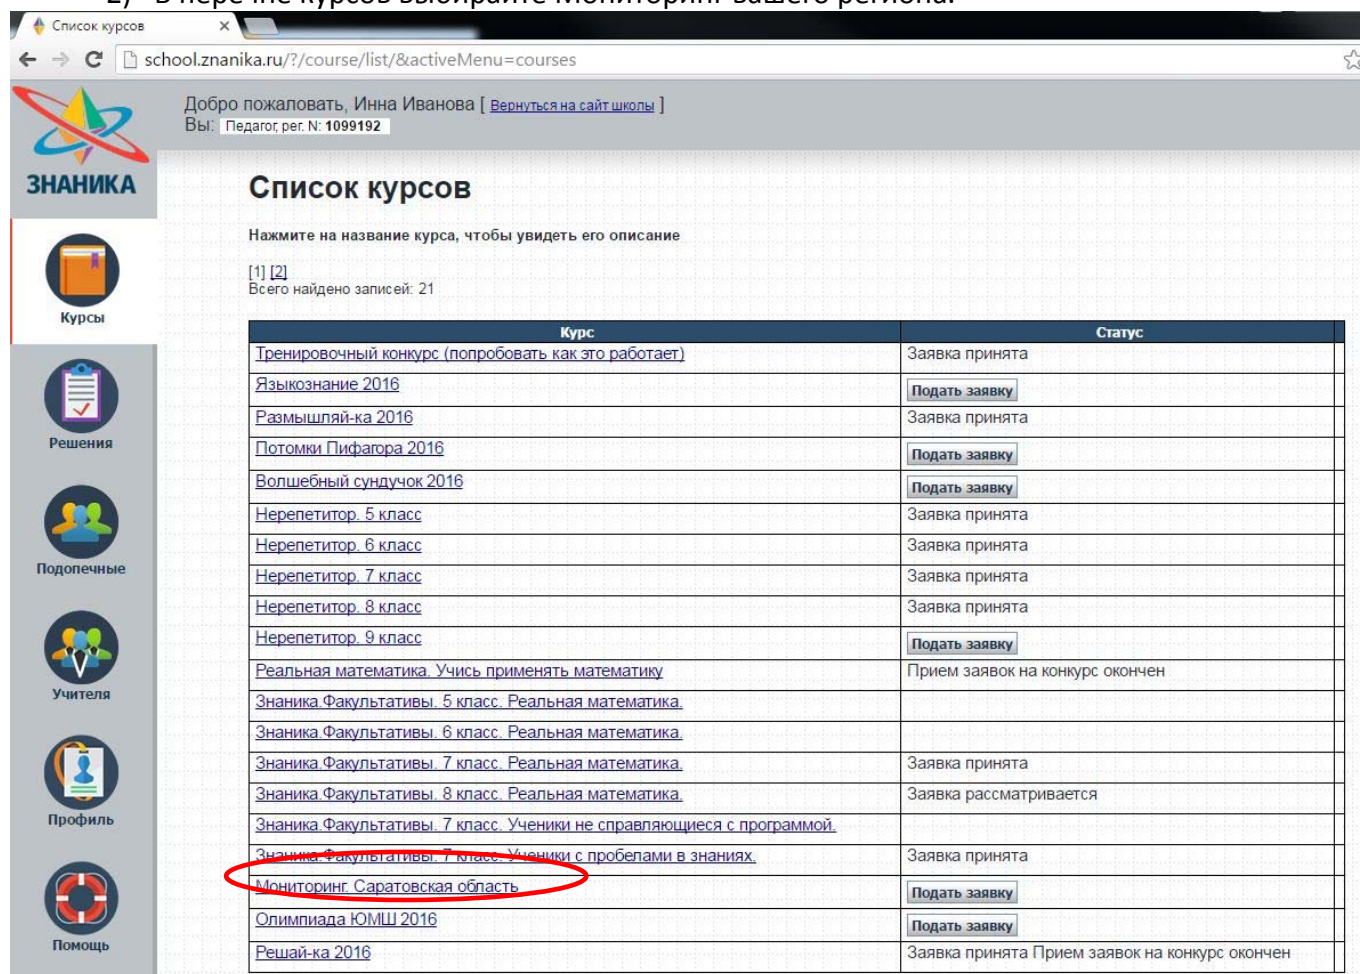 2) В перечне курсов выбирайте Мониторинг вашего региона.
Список курсов
school.znanika.ru/?/course/list/&activeMenu=courses
Добро пожаловать, Инна Иванова [ Вернуться на сайт школы ]
Вы: Педагог, рег. N: 1099192
ЗНАНИКА
Курсы
Решения
Подопечные
Учителя
Профиль
Помощь
Список курсов
Нажмите на название курса, чтобы увидеть его описание
[1] [2]
Всего найдено записей: 21
Курс Статус
Тренировочный конкурс (попробовать как это работает) Заявка принята
Языкознание 2016 Подать заявку
Размышляй-ка 2016 Заявка принята
Потомки Пифагора 2016 Подать заявку
Волшебный сундучок 2016 Подать заявку
Нерепетитор. 5 класс Заявка принята
Нерепетитор. 6 класс Заявка принята
Нерепетитор. 7 класс Заявка принята
Нерепетитор. 8 класс Заявка принята
Нерепетитор. 9 класс Подать заявку
Реальная математика. Учись применять математику Прием заявок на конкурс окончен
Знаника.Факультативы. 5 класс. Реальная математика.
Знаника.Факультативы. 6 класс. Реальная математика.
Знаника.Факультативы. 7 класс. Реальная математика. Заявка принята
Знаника.Факультативы. 8 класс. Реальная математика. Заявка рассматривается
Знаника.Факультативы. 7 класс. Ученики не справляющиеся с программой.
Знаника.Факультативы. 7 класс. Ученики с пробелами в знаниях. Заявка принята
Мониторинг. Саратовская область Подать заявку
Олимпиада ЮМШ 2016 Подать заявку
Решай-ка 2016 Заявка принята Прием заявок на конкурс окончен